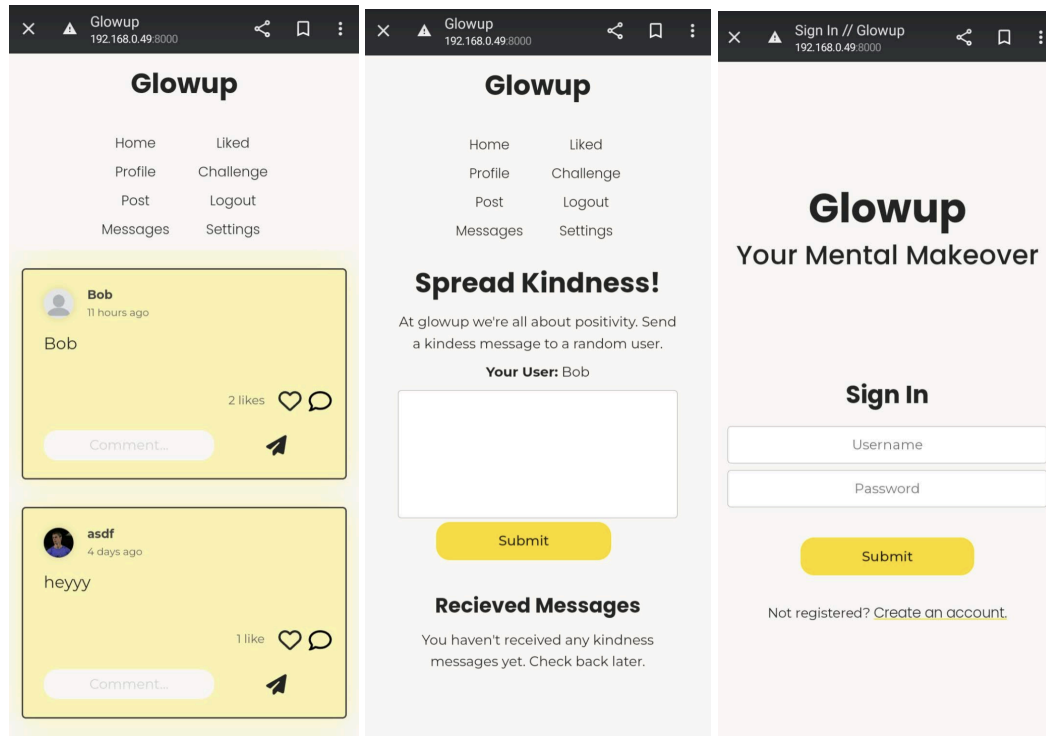 Glowup
192.168.0.49:8000
Glowup
Home Liked
Profile Challenge
Post Logout
Messages Settings
Bob
11 hours ago
Bob
2 likes
Comment...
asdf
4 days ago
heyyy
1 like
Comment...
Glowup
192.168.0.49:8000
Glowup
Home Liked
Profile Challenge
Post Logout
Messages Settings
Spread Kindness!
At glowup we're all about positivity. Send
a kindess message to a random user.
Your User: Bob
Submit
Recieved Messages
You haven't received any kindness
messages yet. Check back later.
Sign In // Glowup
192.168.0.49:8000
Glowup
Your Mental Makeover
Sign In
Username
Password
Submit
Not registered? Create an account.